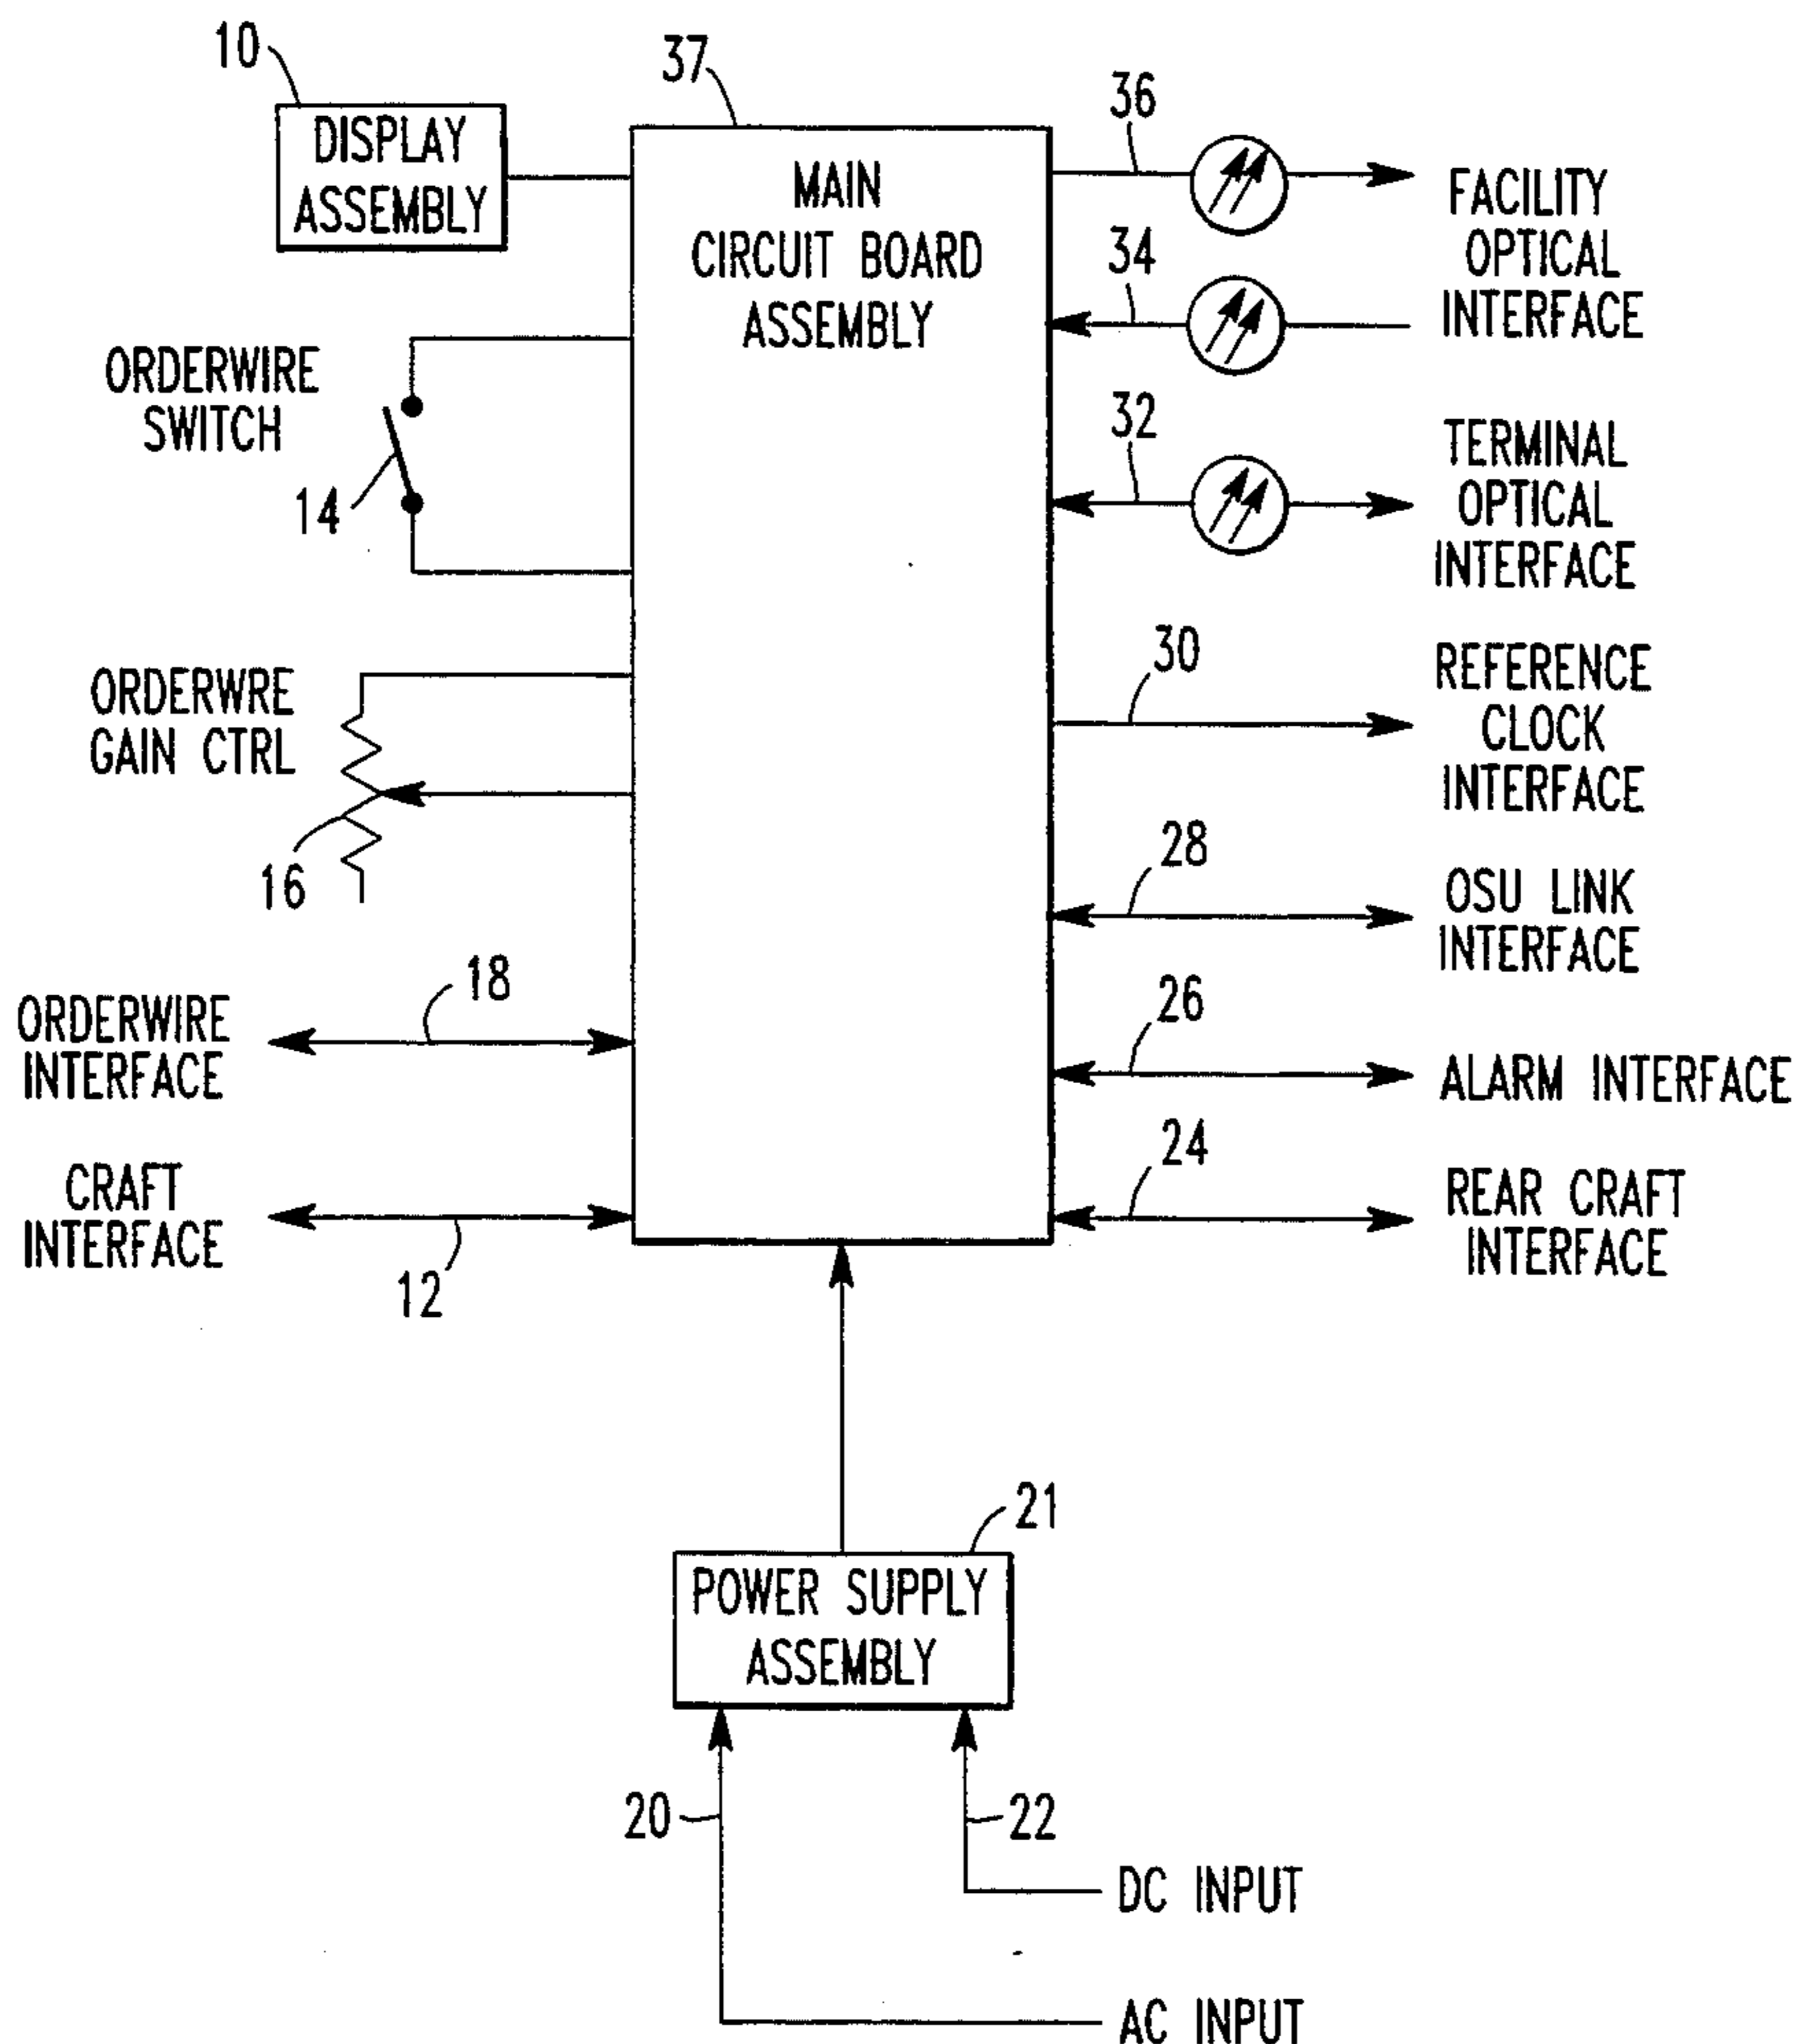 10
DISPLAY
ASSEMBLY
37
MAIN
CIRCUIT BOARD
ASSEMBLY
ORDERWIRE
SWITCH
14
ORDERWRE
GAIN CTRL
16
18
ORDERWIRE
INTERFACE
CRAFT
INTERFACE
12
36
FACILITY
OPTICAL
INTERFACE
34
32
TERMINAL
OPTICAL
INTERFACE
30
REFERENCE
CLOCK
INTERFACE
28
OSU LINK
INTERFACE
26
ALARM INTERFACE
24
REAR CRAFT
INTERFACE
21
POWER SUPPLY
ASSEMBLY
20
22
DC INPUT
AC INPUT